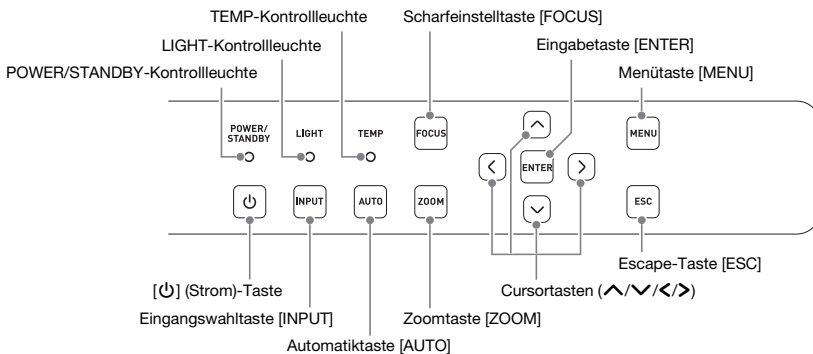 TEMP-Kontrollleuchte
Scharfeinstelltaste [FOCUS]
LIGHT-Kontrollleuchte
Eingabetaste [ENTER]
POWER/STANDBY-Kontrollleuchte
Menütaste [MENU]
POWER/
STANDBY
LIGHT
TEMP
FOCUS
MENU
ENTER
INPUT
AUTO
ZOOM
ESC
Escape-Taste [ESC]
[⏻] (Strom)-Taste
Cursortasten (∧/∨/</>)
Eingangswahltaste [INPUT]
Zoomtaste [ZOOM]
Automatiktaste [AUTO]